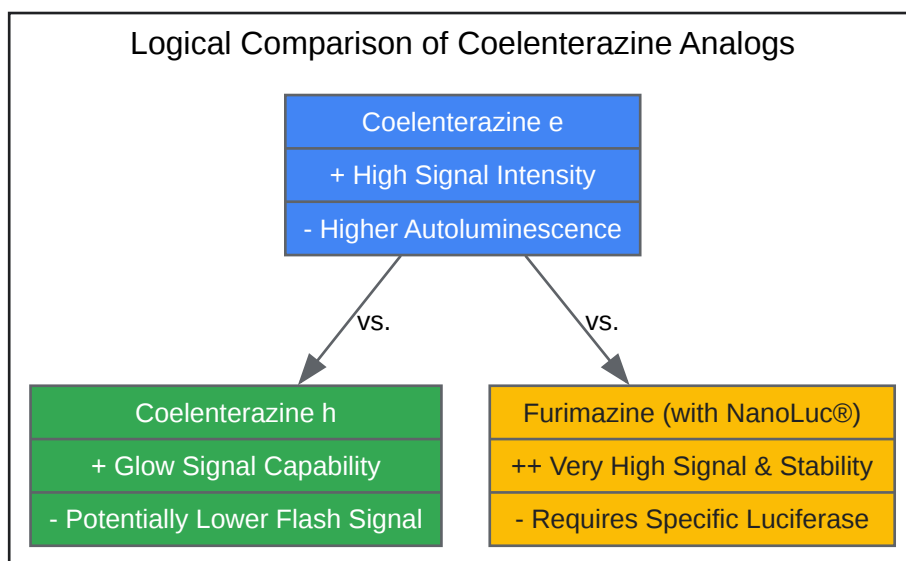 Logical Comparison of Coelenterazine Analogs
Coelenterazine e
+ High Signal Intensity
- Higher Autoluminescence
vs.
vs.
Coelenterazine h
+ Glow Signal Capability
- Potentially Lower Flash Signal
Furimazine (with NanoLuc®)
++ Very High Signal & Stability
- Requires Specific Luciferase